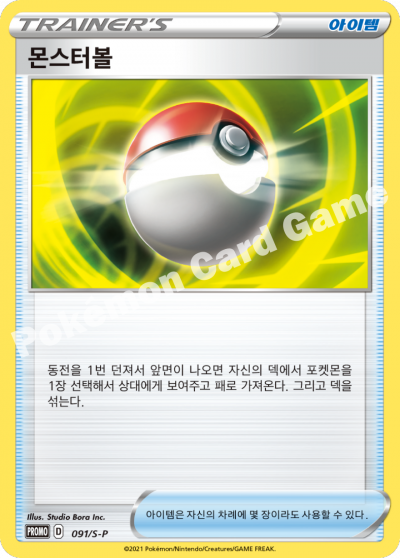 TRAINER'S 아이템
몬스터볼
Pokémon Card Game
동전을 1번 던져서 앞면이 나오면 자신의 덱에서 포켓몬을
1장 선택해서 상대에게 보여주고 패로 가져온다. 그리고 덱을
섞는다.
Illus. Studio Bora Inc.
PROMO D 091/S-P
아이템은 자신의 차례에 몇 장이라도 사용할 수 있다.
©2021 Pokémon/Nintendo/Creatures/GAME FREAK.